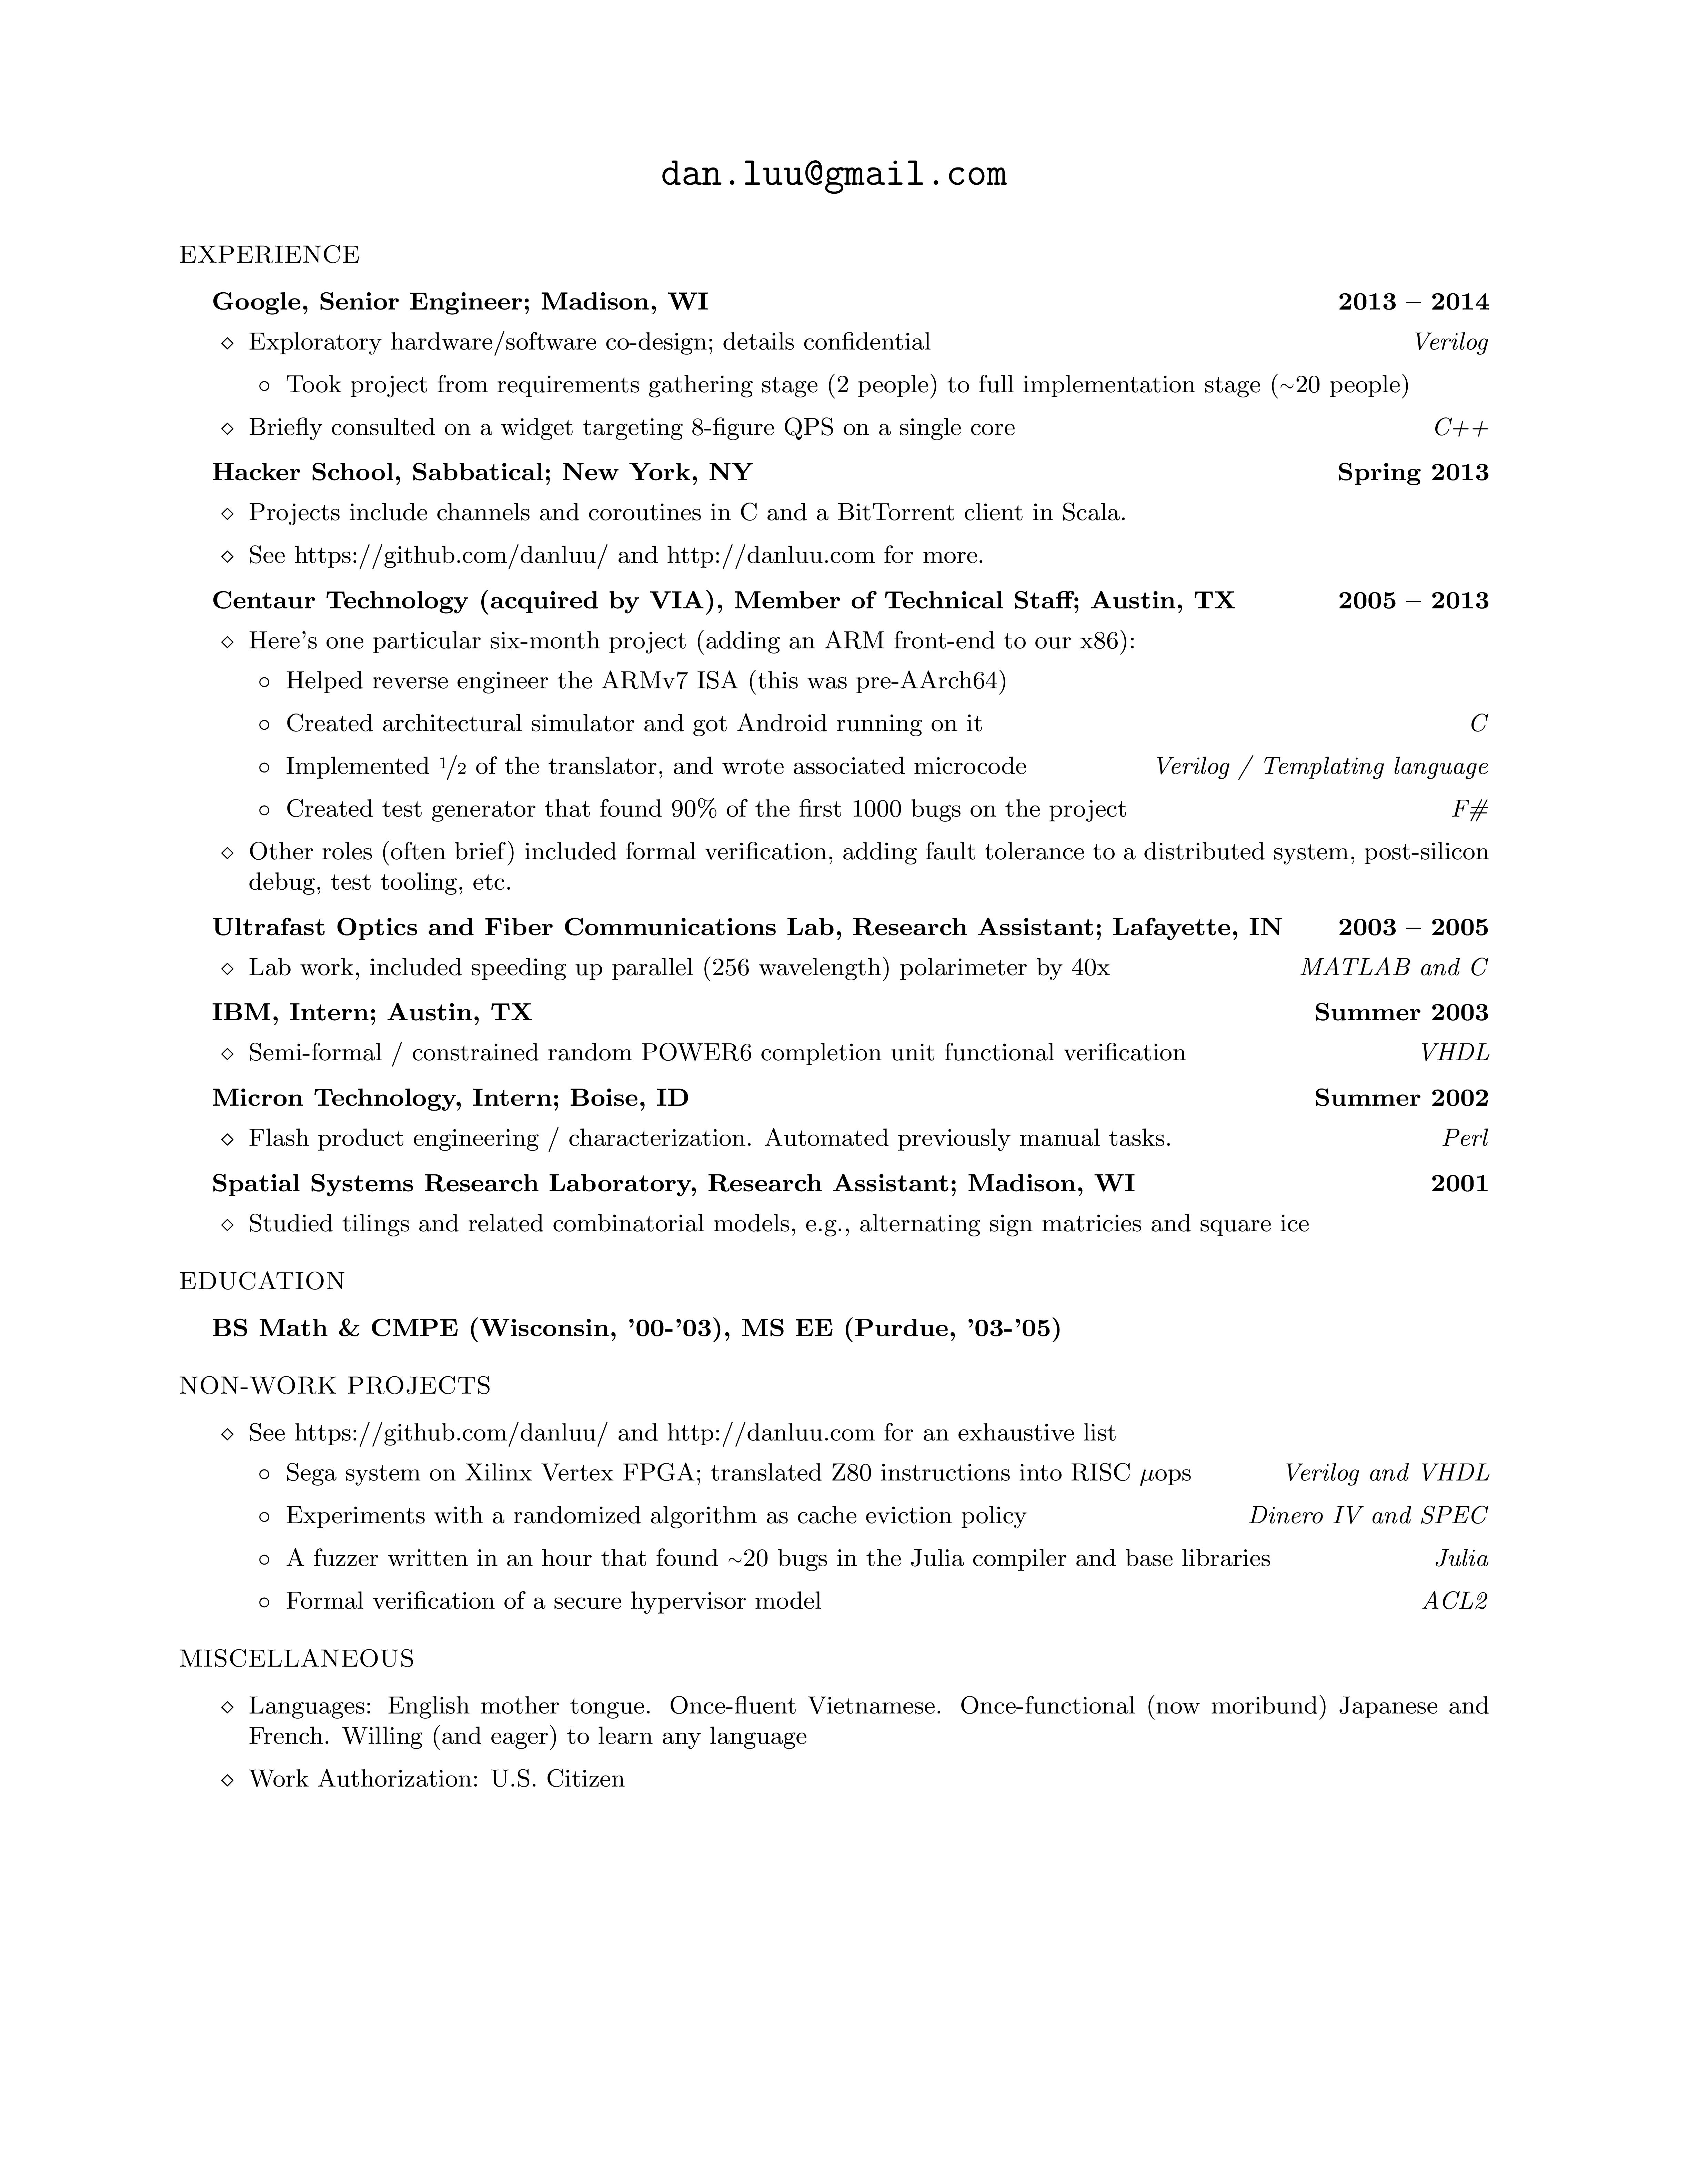 dan.luu@gmail.com
EXPERIENCE
Google, Senior Engineer; Madison, WI 2013 – 2014
⋄ Exploratory hardware/software co-design; details confidential Verilog
○ Took project from requirements gathering stage (2 people) to full implementation stage (~20 people)
⋄ Briefly consulted on a widget targeting 8-figure QPS on a single core C++
Hacker School, Sabbatical; New York, NY Spring 2013
⋄ Projects include channels and coroutines in C and a BitTorrent client in Scala.
⋄ See https://github.com/danluu/ and http://danluu.com for more.
Centaur Technology (acquired by VIA), Member of Technical Staff; Austin, TX 2005 – 2013
⋄ Here's one particular six-month project (adding an ARM front-end to our x86):
○ Helped reverse engineer the ARMv7 ISA (this was pre-AArch64)
○ Created architectural simulator and got Android running on it C
○ Implemented 1/2 of the translator, and wrote associated microcode Verilog / Templating language
○ Created test generator that found 90% of the first 1000 bugs on the project F#
⋄ Other roles (often brief) included formal verification, adding fault tolerance to a distributed system, post-silicon
debug, test tooling, etc.
Ultrafast Optics and Fiber Communications Lab, Research Assistant; Lafayette, IN 2003 – 2005
⋄ Lab work, included speeding up parallel (256 wavelength) polarimeter by 40x MATLAB and C
IBM, Intern; Austin, TX Summer 2003
⋄ Semi-formal / constrained random POWER6 completion unit functional verification VHDL
Micron Technology, Intern; Boise, ID Summer 2002
⋄ Flash product engineering / characterization. Automated previously manual tasks. Perl
Spatial Systems Research Laboratory, Research Assistant; Madison, WI 2001
⋄ Studied tilings and related combinatorial models, e.g., alternating sign matricies and square ice
EDUCATION
BS Math & CMPE (Wisconsin, '00-'03), MS EE (Purdue, '03-'05)
NON-WORK PROJECTS
⋄ See https://github.com/danluu/ and http://danluu.com for an exhaustive list
○ Sega system on Xilinx Vertex FPGA; translated Z80 instructions into RISC μops Verilog and VHDL
○ Experiments with a randomized algorithm as cache eviction policy Dinero IV and SPEC
○ A fuzzer written in an hour that found ~20 bugs in the Julia compiler and base libraries Julia
○ Formal verification of a secure hypervisor model ACL2
MISCELLANEOUS
⋄ Languages: English mother tongue. Once-fluent Vietnamese. Once-functional (now moribund) Japanese and
French. Willing (and eager) to learn any language
⋄ Work Authorization: U.S. Citizen